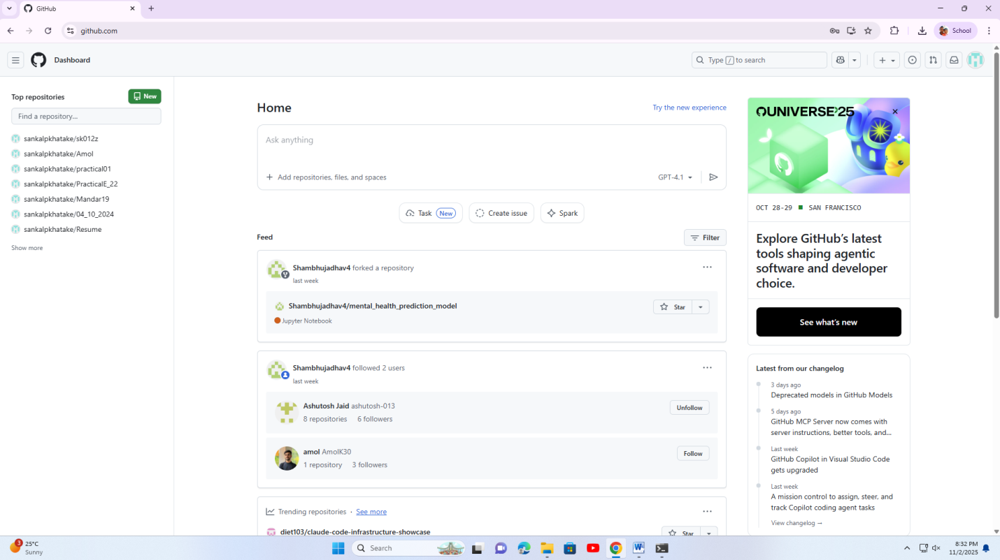 GitHub
github.com
School
Dashboard
Type / to search
Top repositories
New
Find a repository...
sankalpkhatake/sk012z
sankalpkhatake/Amol
sankalpkhatake/practical01
sankalpkhatake/PracticalE_22
sankalpkhatake/Mandar19
sankalpkhatake/04_10_2024
sankalpkhatake/Resume
Show more
Home
Try the new experience
Ask anything
Add repositories, files, and spaces
GPT-4.1
Task New
Create issue
Spark
Feed
Filter
Shambhujadhav4 forked a repository
last week
Shambhujadhav4/mental_health_prediction_model
Star
Jupyter Notebook
Shambhujadhav4 followed 2 users
last week
Ashutosh Jaid ashutosh-013
Unfollow
8 repositories 6 followers
amol AmolK30
Follow
1 repository 3 followers
Trending repositories · See more
diet103/claude-code-infrastructure-showcase
Star
UNIVERSE'25
OCT 28-29 SAN FRANCISCO
Explore GitHub's latest
tools shaping agentic
software and developer
choice.
See what's new
Latest from our changelog
3 days ago
Deprecated models in GitHub Models
5 days ago
GitHub MCP Server now comes with
server instructions, better tools, and...
Last week
GitHub Copilot in Visual Studio Code
gets upgraded
Last week
A mission control to assign, steer, and
track Copilot coding agent tasks
View changelog →
3
25°C
Sunny
Search
8:32 PM
11/2/2025